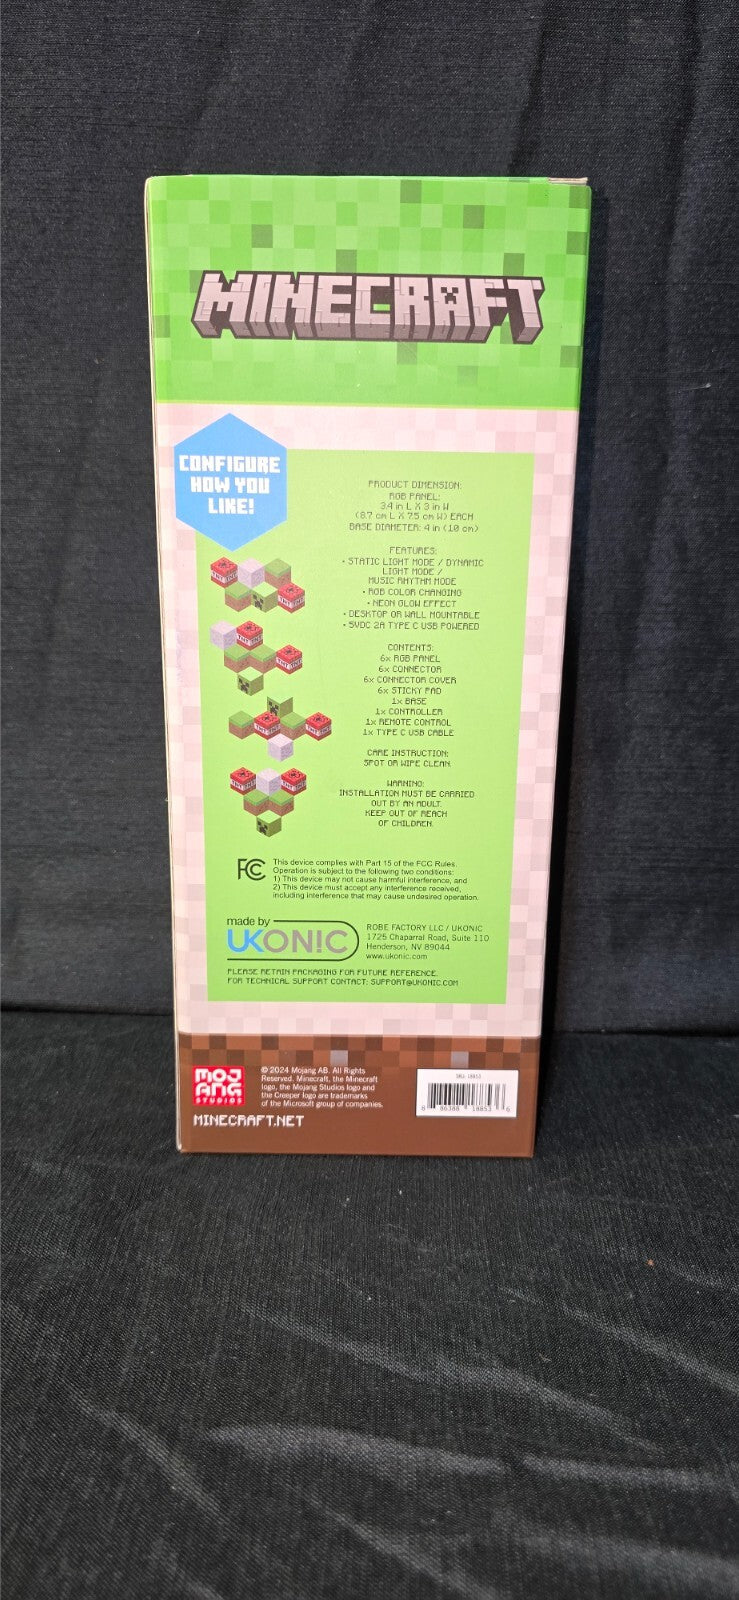 MINECRAFT
CONFIGURE
HOW YOU
LIKE!
PRODUCT DIMENSION:
RGB PANEL:
3.4 in L X 3 in W
(8.7 cm L X 7.5 cm W) EACH
BASE DIAMETER: 4 in (10 cm)
FEATURES:
• STATIC LIGHT MODE / DYNAMIC
LIGHT MODE /
MUSIC RHYTHM MODE
• RGB COLOR CHANGING
• NEON GLOW EFFECT
• DESKTOP OR WALL MOUNTABLE
• 5VDC 2A TYPE C USB POWERED
CONTENTS:
6x RGB PANEL
6x CONNECTOR
6x CONNECTOR COVER
6x STICKY PAD
1x BASE
1x CONTROLLER
1x REMOTE CONTROL
1x TYPE C USB CABLE
CARE INSTRUCTION:
SPOT OR WIPE CLEAN.
WARNING:
INSTALLATION MUST BE CARRIED
OUT BY AN ADULT.
KEEP OUT OF REACH
OF CHILDREN.
FCC
This device complies with Part 15 of the FCC Rules.
Operation is subject to the following two conditions:
1) This device may not cause harmful interference, and
2) This device must accept any interference received,
including interference that may cause undesired operation.
made by
UKONIC
ROBE FACTORY LLC / UKONIC
1725 Chaparral Road, Suite 110
Henderson, NV 89044
www.ukonic.com
PLEASE RETAIN PACKAGING FOR FUTURE REFERENCE.
FOR TECHNICAL SUPPORT CONTACT: SUPPORT@UKONIC.COM
MOJANG
STUDIOS
© 2024 Mojang AB. All Rights
Reserved. Minecraft, the Minecraft
logo, the Mojang Studios logo and
the Creeper logo are trademarks
of the Microsoft group of companies.
MINECRAFT.NET
SKU: 18853
8 86388 18853 6